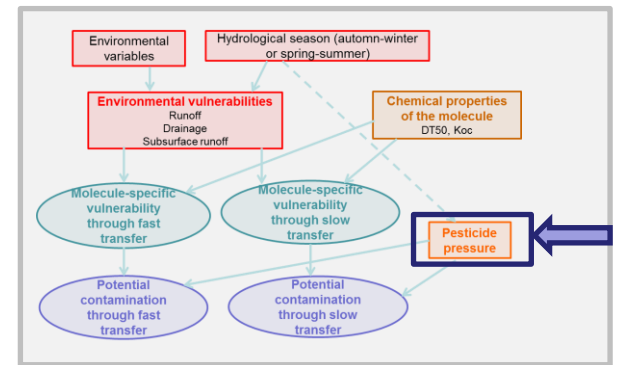 Environmental
variables
Hydrological season (automn-winter
or spring-summer)
Environmental vulnerabilities
Runoff
Drainage
Subsurface runoff
Chemical properties
of the molecule
DT50, Koc
Molecule-specific
vulnerability
through fast
transfer
Molecule-specific
vulnerability
through slow
transfer
Pesticide
pressure
Potential
contamination
through fast
transfer
Potential
contamination
through slow
transfer